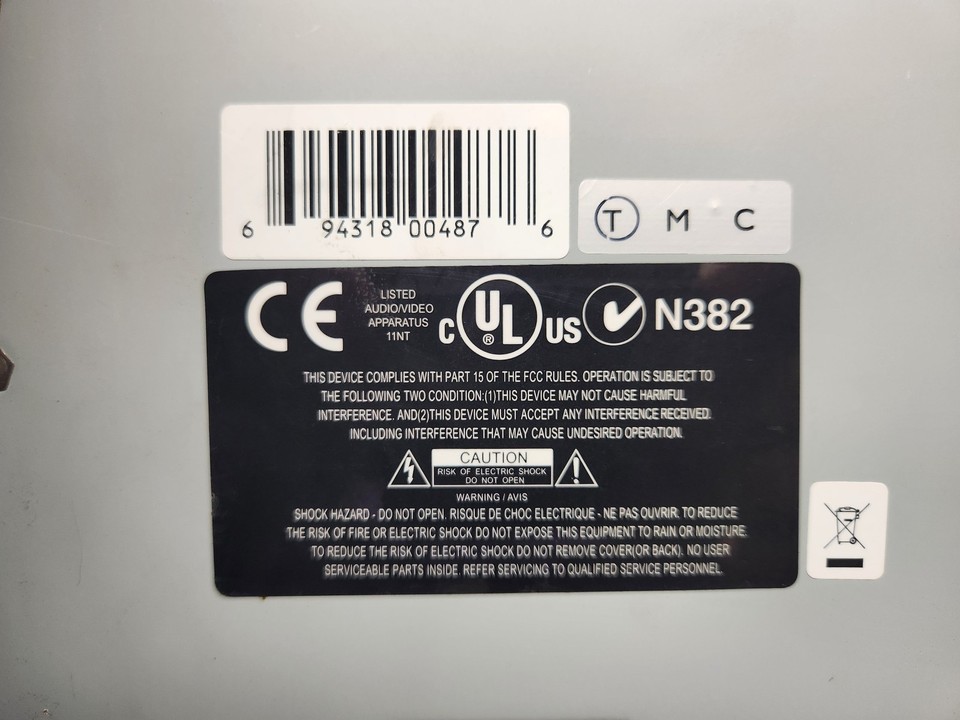 6 94318 00487 6
T M C
CE
LISTED
AUDIO/VIDEO
APPARATUS
11NT
C UL ® US
N382
THIS DEVICE COMPLIES WITH PART 15 OF THE FCC RULES. OPERATION IS SUBJECT TO
THE FOLLOWING TWO CONDITION:(1)THIS DEVICE MAY NOT CAUSE HARMFUL
INTERFERENCE. AND(2)THIS DEVICE MUST ACCEPT ANY INTERFERENCE RECEIVED.
INCLUDING INTERFERENCE THAT MAY CAUSE UNDESIRED OPERATION.
CAUTION
RISK OF ELECTRIC SHOCK
DO NOT OPEN
WARNING / AVIS
SHOCK HAZARD - DO NOT OPEN. RISQUE DE CHOC ELECTRIQUE - NE PAS OUVRIR. TO REDUCE
THE RISK OF FIRE OR ELECTRIC SHOCK DO NOT EXPOSE THIS EQUIPMENT TO RAIN OR MOISTURE.
TO REDUCE THE RISK OF ELECTRIC SHOCK DO NOT REMOVE COVER(OR BACK). NO USER
SERVICEABLE PARTS INSIDE. REFER SERVICING TO QUALIFIED SERVICE PERSONNEL.